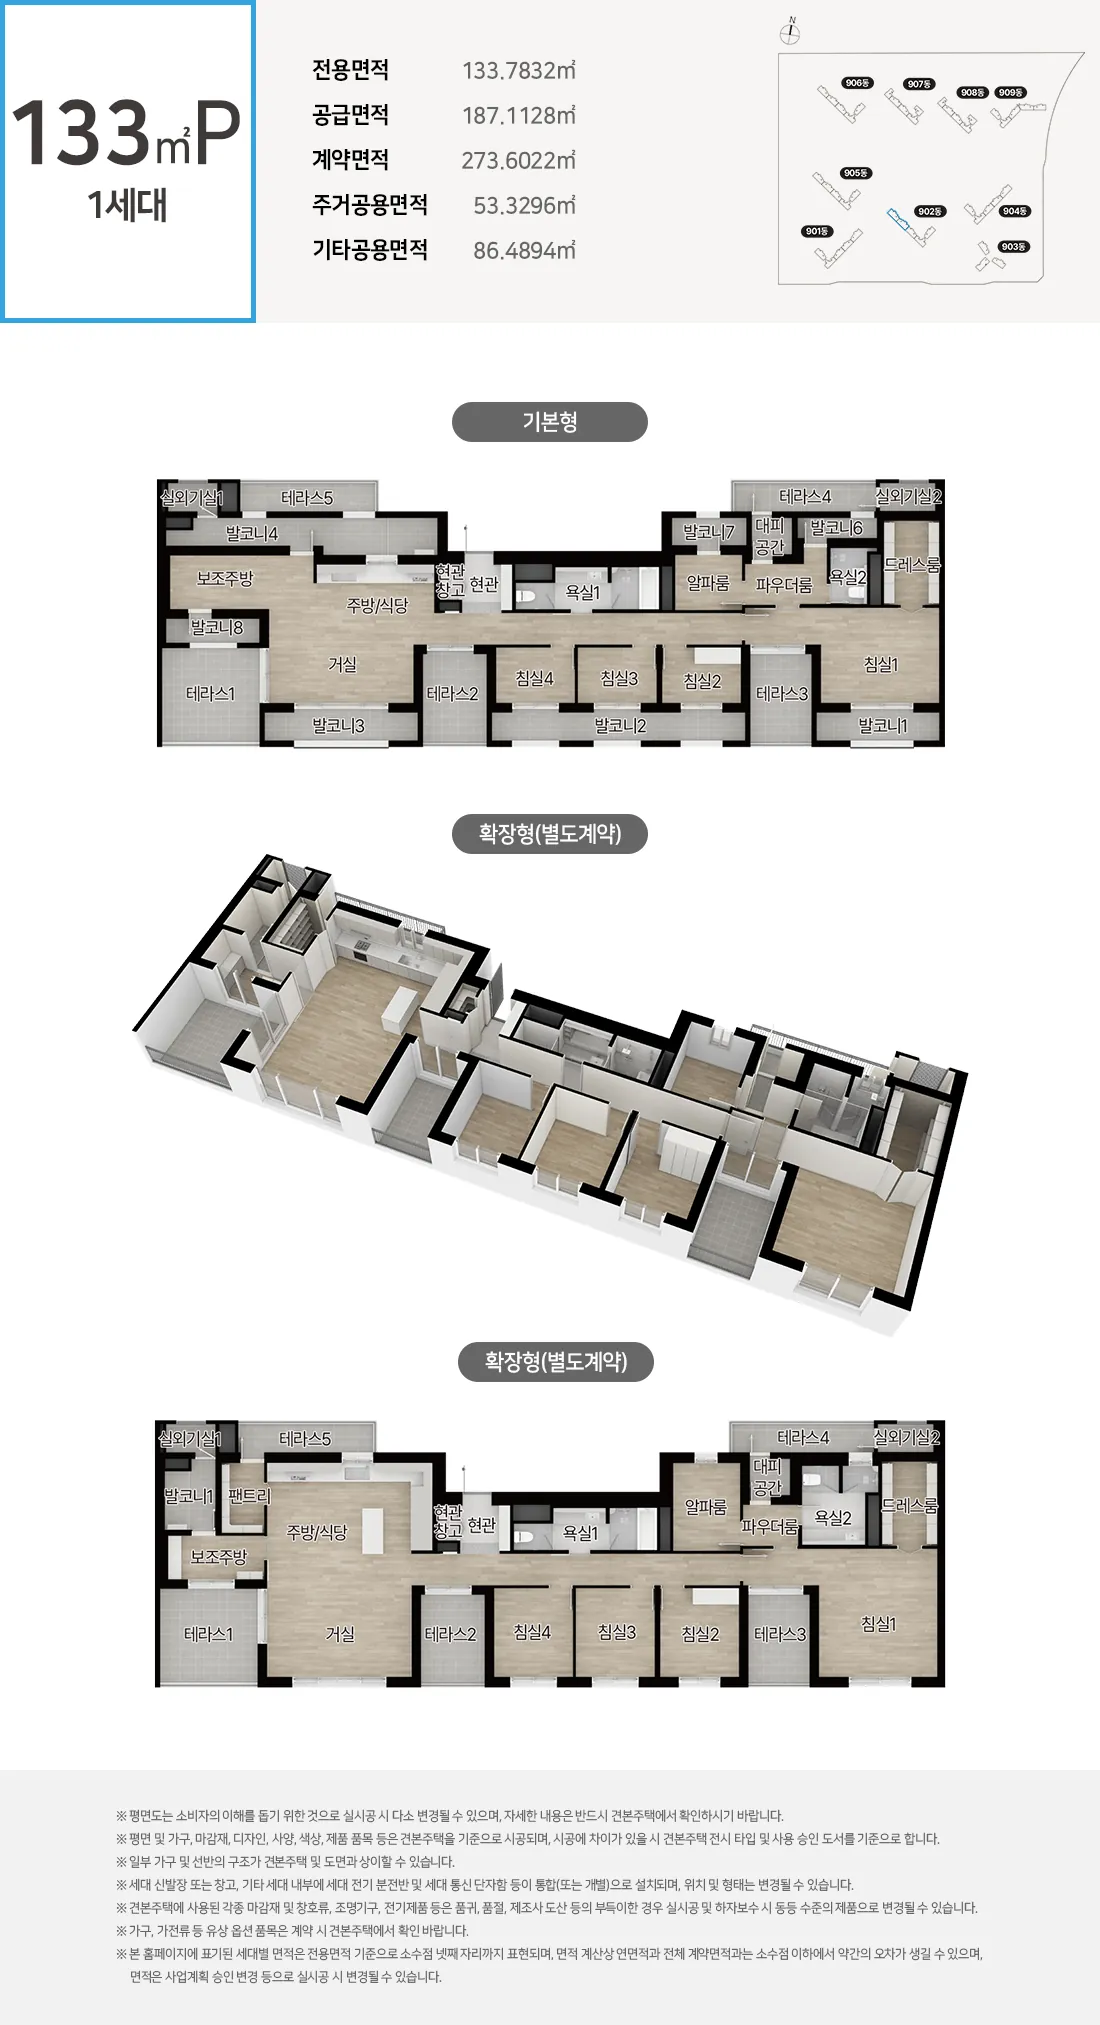 133㎡P
1세대
전용면적 133.7832㎡
공급면적 187.1128㎡
계약면적 273.6022㎡
주거공용면적 53.3296㎡
기타공용면적 86.4894㎡
N
906동
907동
908동
909동
905동
902동
904동
901동
903동
기본형
실외기실1
테라스5
테라스4
실외기실2
발코니4
발코니7
대피
공간
발코니6
보조주방
주방/식당
현관
창고
현관
욕실1
알파룸
파우더룸
욕실2
드레스룸
발코니8
거실
침실4
침실3
침실2
침실1
테라스1
테라스2
테라스3
발코니3
발코니2
발코니1
확장형(별도계약)
확장형(별도계약)
실외기실1
테라스5
테라스4
실외기실2
발코니1
팬트리
대피
공간
주방/식당
현관
창고
현관
욕실1
알파룸
파우더룸
욕실2
드레스룸
보조주방
테라스1
거실
테라스2
침실4
침실3
침실2
테라스3
침실1
※ 평면도는 소비자의 이해를 돕기 위한 것으로 실시공 시 다소 변경될 수 있으며, 자세한 내용은 반드시 견본주택에서 확인하시기 바랍니다.
※ 평면 및 가구, 마감재, 디자인, 사양, 색상, 제품 품목 등은 견본주택을 기준으로 시공되며, 시공에 차이가 있을 시 견본주택 전시 타입 및 사용 승인 도서를 기준으로 합니다.
※ 일부 가구 및 선반의 구조가 견본주택 및 도면과 상이할 수 있습니다.
※ 세대 신발장 또는 창고, 기타 세대 내부에 세대 전기 분전반 및 세대 통신 단자함 등이 통합(또는 개별)으로 설치되며, 위치 및 형태는 변경될 수 있습니다.
※ 견본주택에 사용된 각종 마감재 및 창호류, 조명기구, 전기제품 등은 품귀, 품절, 제조사 도산 등의 부득이한 경우 실시공 및 하자보수 시 동등 수준의 제품으로 변경될 수 있습니다.
※ 가구, 가전류 등 유상 옵션 품목은 계약 시 견본주택에서 확인 바랍니다.
※ 본 홈페이지에 표기된 세대별 면적은 전용면적 기준으로 소수점 넷째 자리까지 표현되며, 면적 계산상 연면적과 전체 계약면적과는 소수점 이하에서 약간의 오차가 생길 수 있으며,
면적은 사업계획 승인 변경 등으로 실시공 시 변경될 수 있습니다.